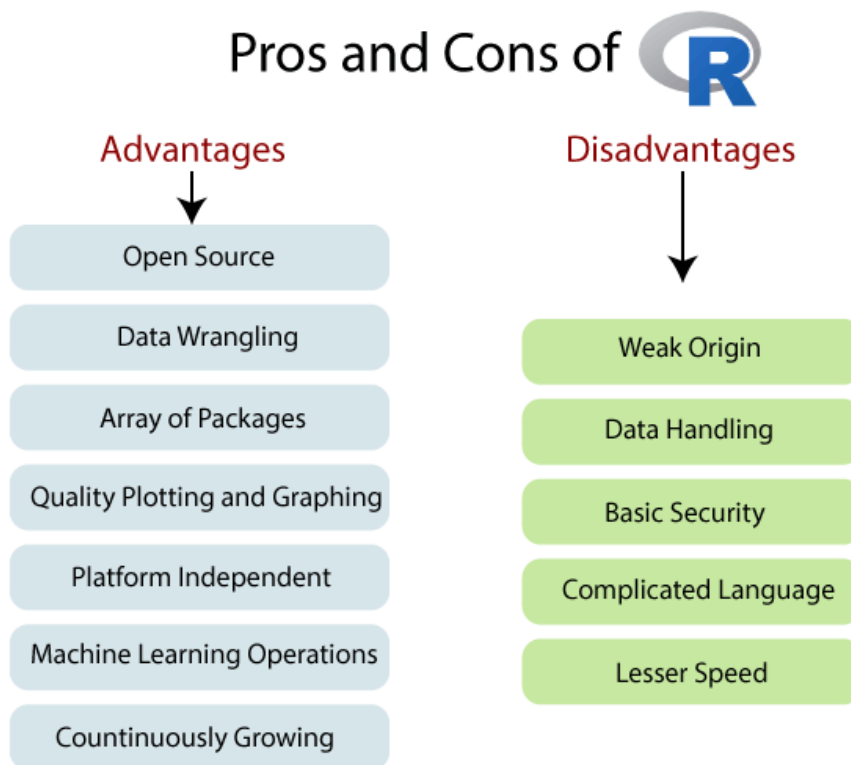 Pros and Cons of R
Advantages
Open Source
Data Wrangling
Array of Packages
Quality Plotting and Graphing
Platform Independent
Machine Learning Operations
Countinuously Growing
Disadvantages
Weak Origin
Data Handling
Basic Security
Complicated Language
Lesser Speed